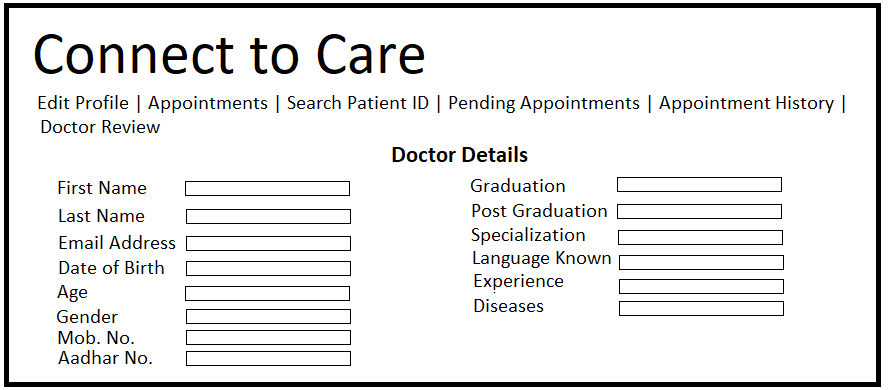 Connect to Care
Edit Profile | Appointments | Search Patient ID | Pending Appointments | Appointment History |
Doctor Review
Doctor Details
First Name
Last Name
Email Address
Date of Birth
Age
Gender
Mob. No.
Aadhar No.
Graduation
Post Graduation
Specialization
Language Known
Experience
Diseases